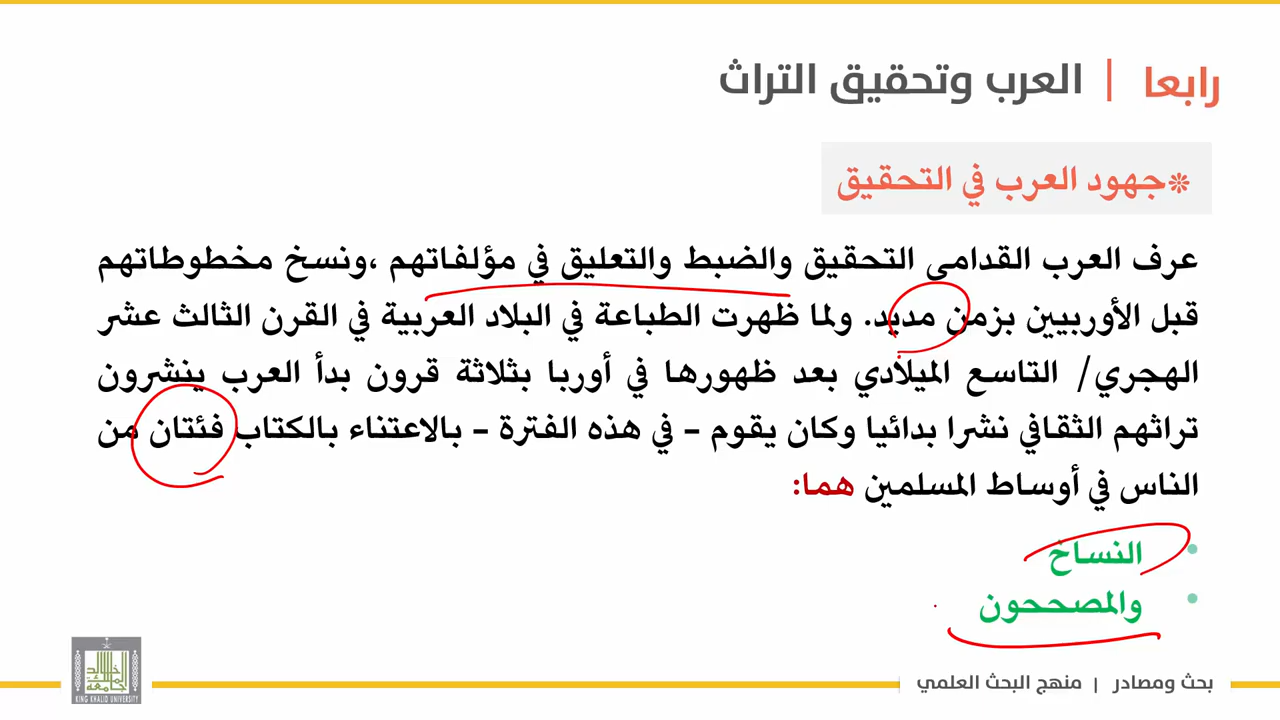 رابعا | العرب وتحقيق التراث
*جهود العرب في التحقيق
عرف العرب القدامى التحقيق والضبط والتعليق في مؤلفاتهم ،ونسخ مخطوطاتهم
قبل الأوربيين بزمن مديد. ولما ظهرت الطباعة في البلاد العربية في القرن الثالث عشر
الهجري/ التاسع الميلادي بعد ظهورها في أوربا بثلاثة قرون بدأ العرب ينشرون
تراثهم الثقافي نشرا بدائيا وكان يقوم – في هذه الفترة – بالاعتناء بالكتاب فئتان من
الناس في أوساط المسلمين هما:
• النساخ
• والمصححون
بحث ومصادر | منهج البحث العلمي
KING KHALID UNIVERSITY